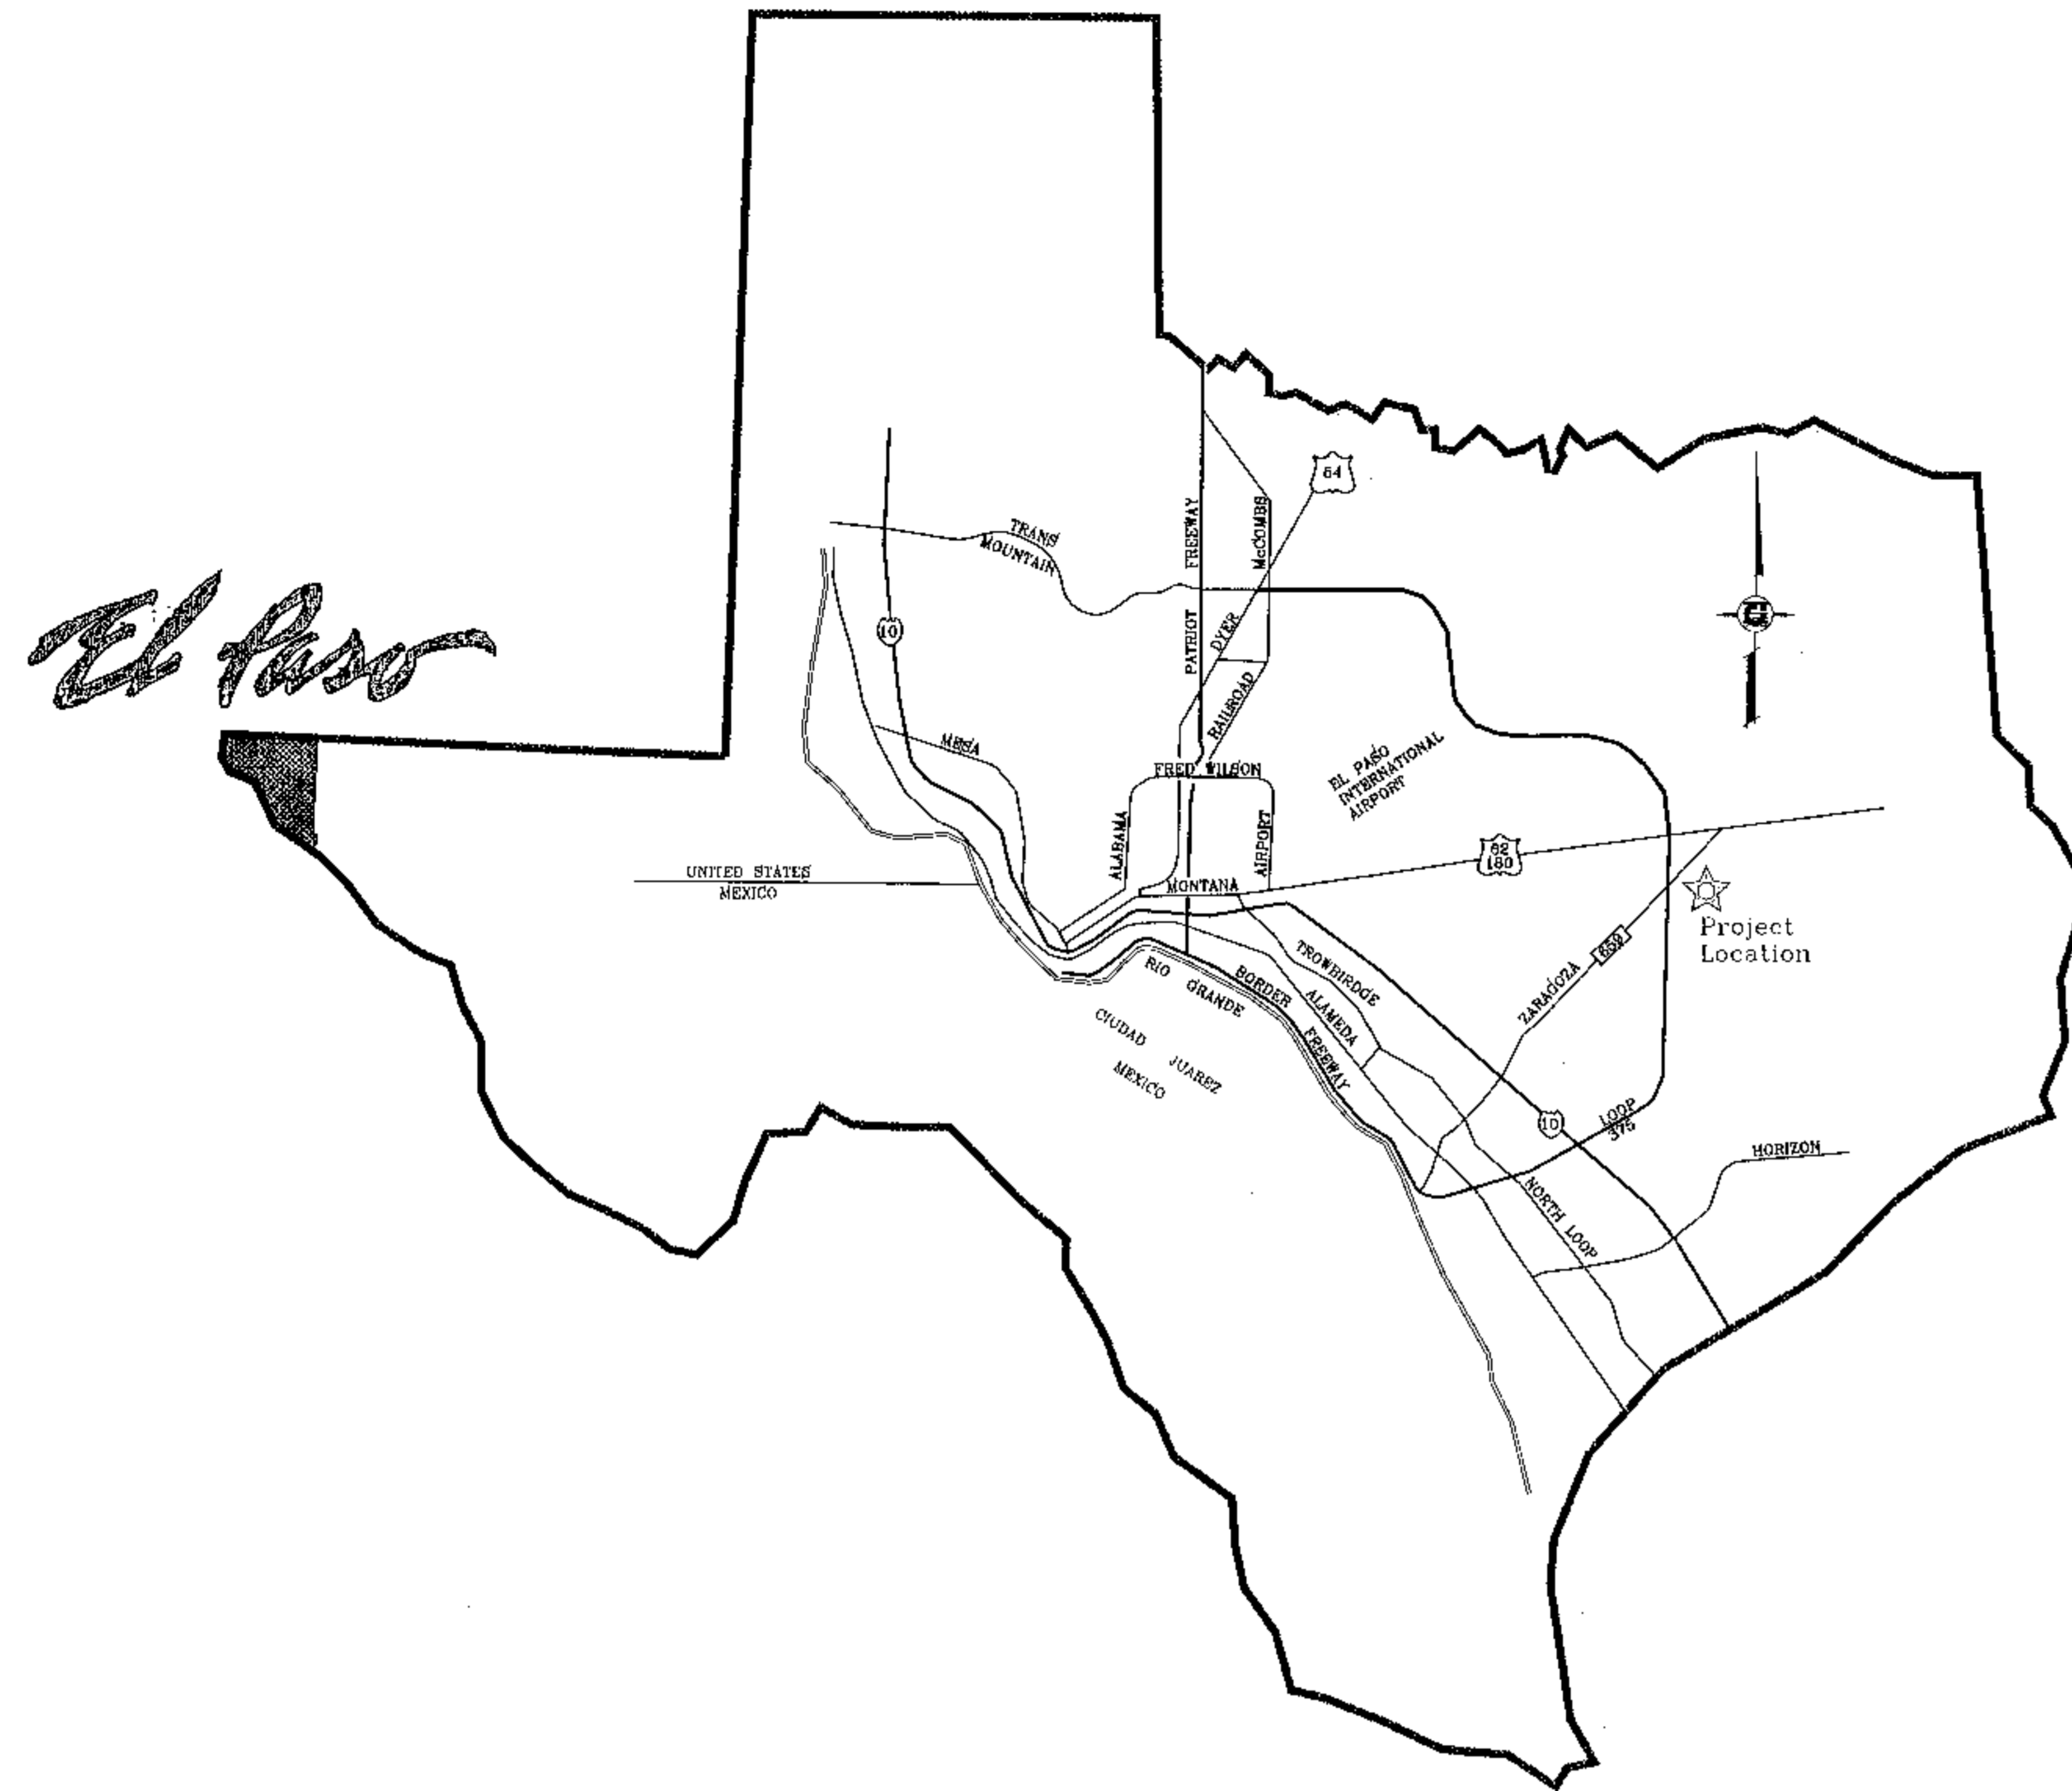 El Paso
TRANS
MOUNTAIN
PATRIOT FREEWAY
McCOMBS
54
10
DYER
RAILROAD
MESA
FRED WILSON
EL PASO
INTERNATIONAL
AIRPORT
ALABAMA
AIRPORT
62
180
UNITED STATES
MEXICO
MONTANA
Project
Location
659
ZARAGOZA
TROWBIRDGE
RIO GRANDE
BORDER FREEWAY
ALAMEDA
CIUDAD JUAREZ
MEXICO
10
LOOP
375
HORIZON
NORTH LOOP